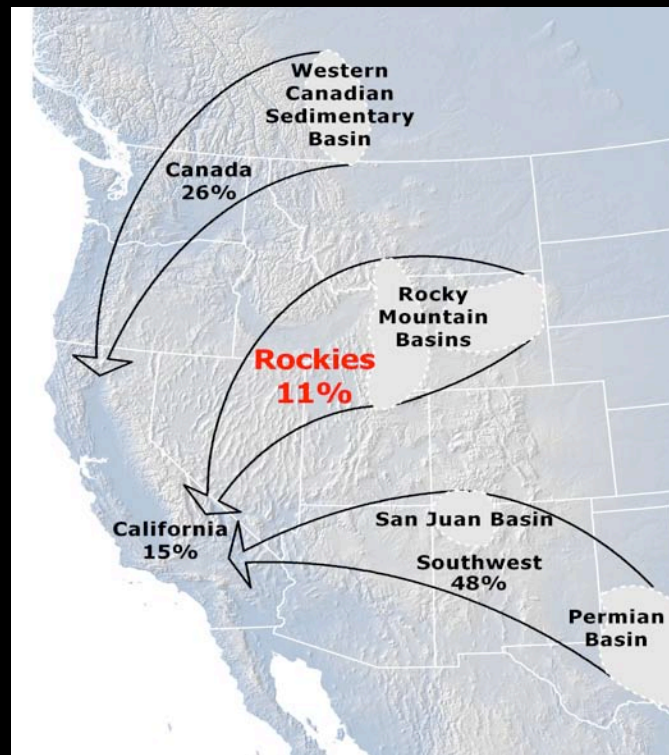 Western
Canadian
Sedimentary
Basin
Canada
26%
Rocky
Mountain
Basins
Rockies
11%
San Juan Basin
California
15%
Southwest
48%
Permian
Basin